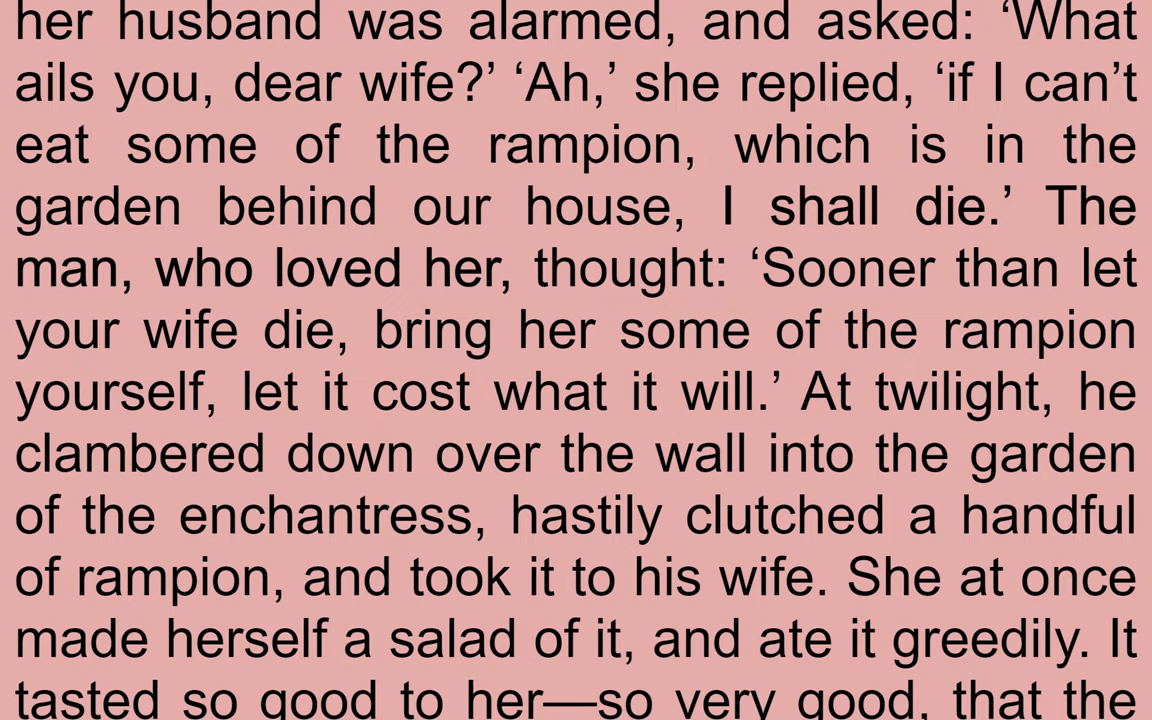 her husband was alarmed, and asked: ‘What
ails you, dear wife?’ ‘Ah,’ she replied, ‘if I can’t
eat some of the rampion, which is in the
garden behind our house, I shall die.’ The
man, who loved her, thought: ‘Sooner than let
your wife die, bring her some of the rampion
yourself, let it cost what it will.’ At twilight, he
clambered down over the wall into the garden
of the enchantress, hastily clutched a handful
of rampion, and took it to his wife. She at once
made herself a salad of it, and ate it greedily. It
tasted so good to her—so very good, that the